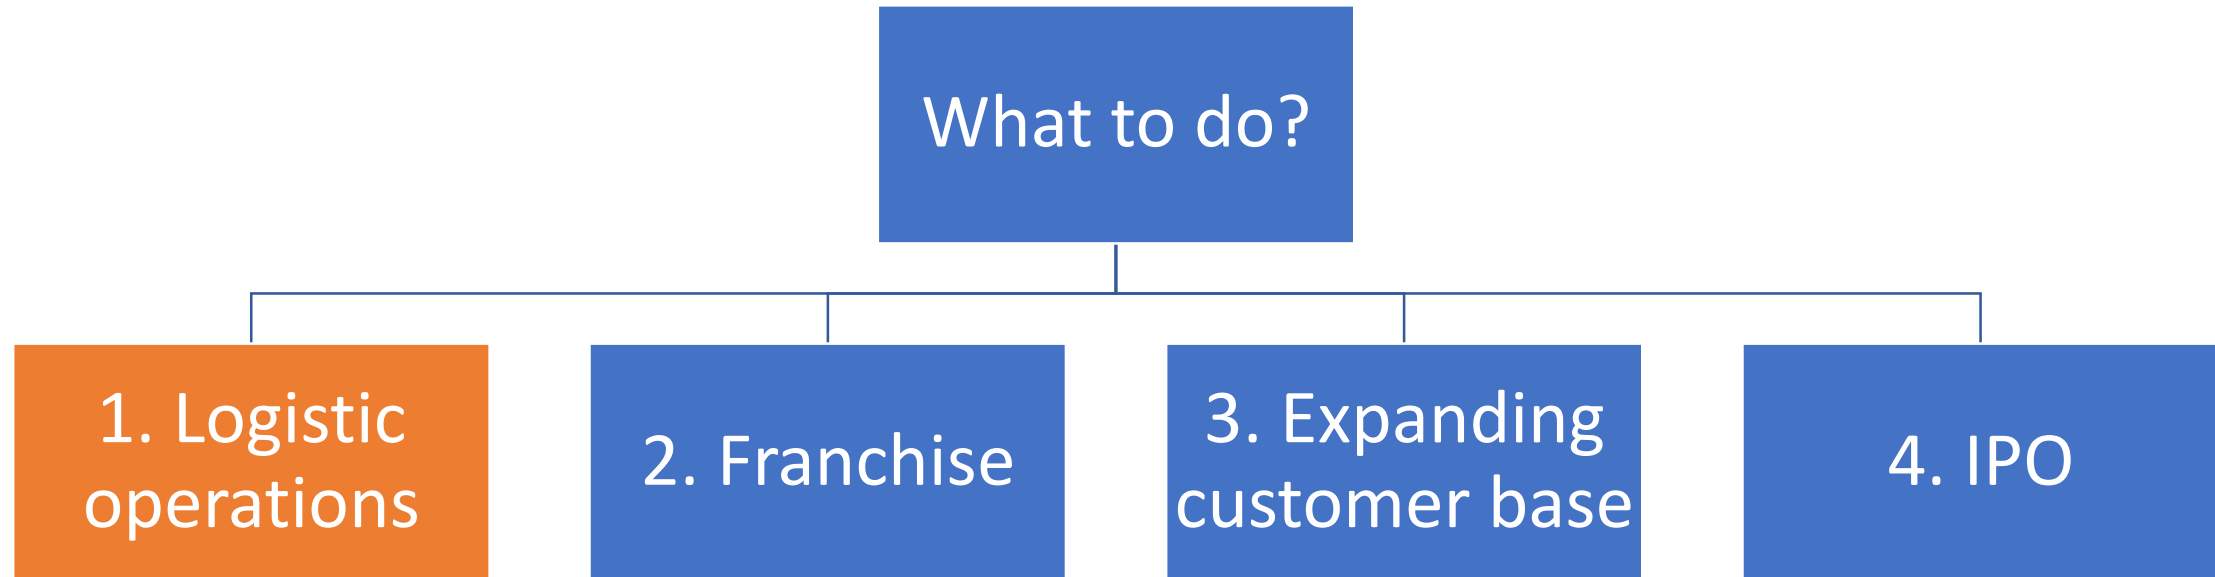 What to do?
1. Logistic
operations
2. Franchise
3. Expanding
customer base
4. IPO